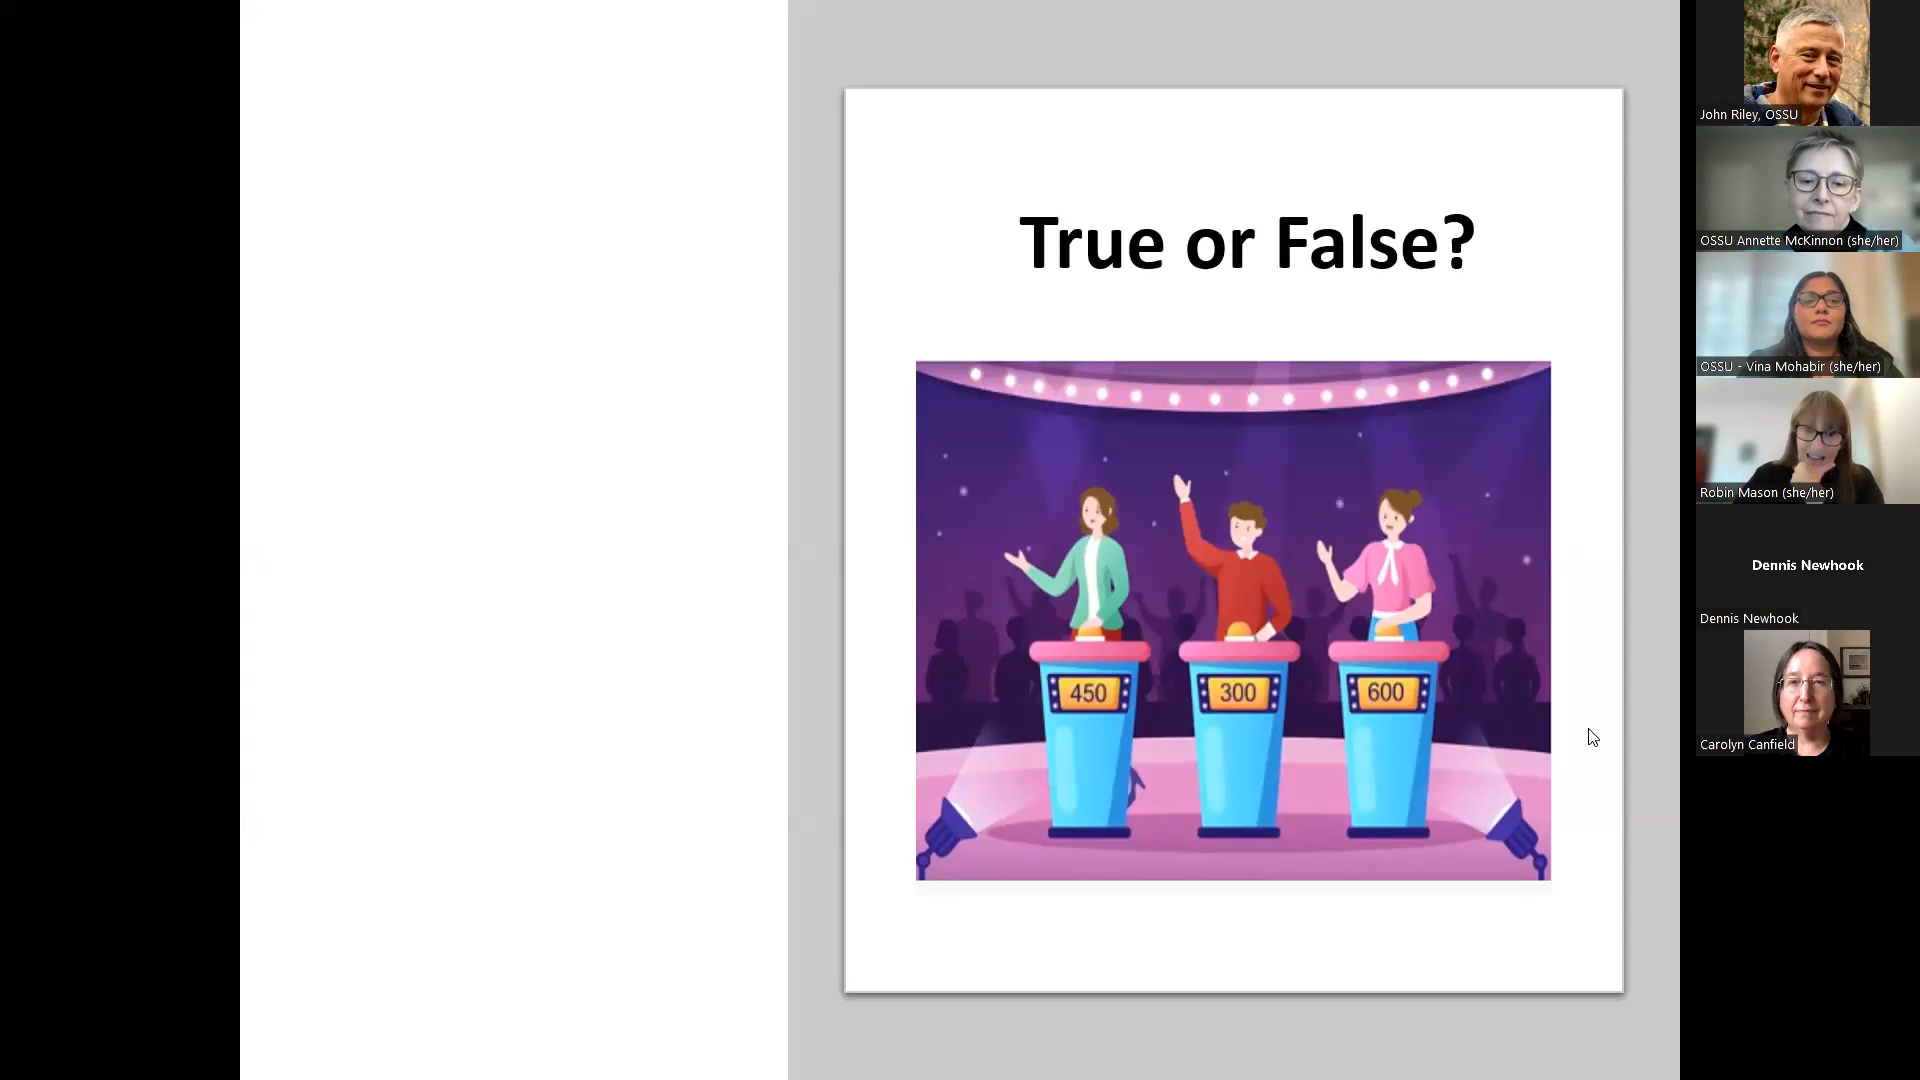 True or False?
450
300
600
John Riley, OSSU
OSSU Annette McKinnon (she/her)
OSSU - Vina Mohabir (she/her)
Robin Mason (she/her)
Dennis Newhook
Dennis Newhook
Carolyn Canfield